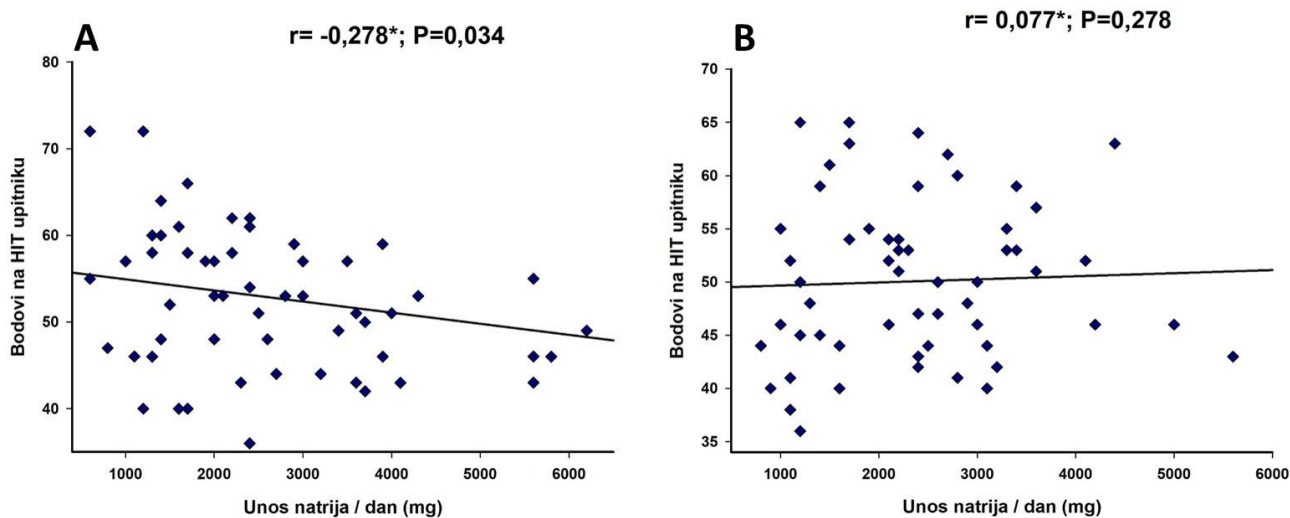 A
r= -0,278*; P=0,034
80
70
60
50
40
Bodovi na HIT upitniku
1000 2000 3000 4000 5000 6000
Unos natrija / dan (mg)
B
r= 0,077*; P=0,278
70
65
60
55
50
45
40
35
Bodovi na HIT upitniku
1000 2000 3000 4000 5000 6000
Unos natrija / dan (mg)